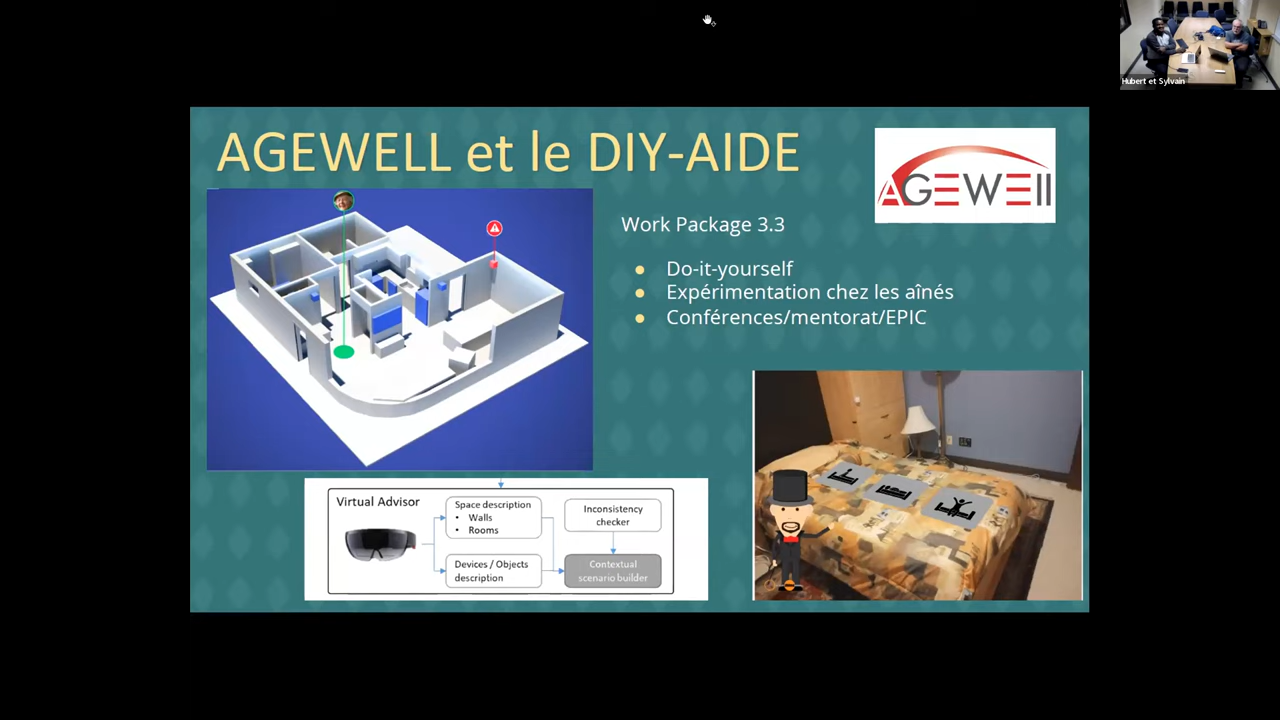 Hubert et Sylvain
AGEWELL et le DIY-AIDE
AGEWELL
Work Package 3.3
● Do-it-yourself
● Expérimentation chez les aînés
● Conférences/mentorat/EPIC
Virtual Advisor
Space description
• Walls
• Rooms
Inconsistency
checker
Devices / Objects
description
Contextual
scenario builder